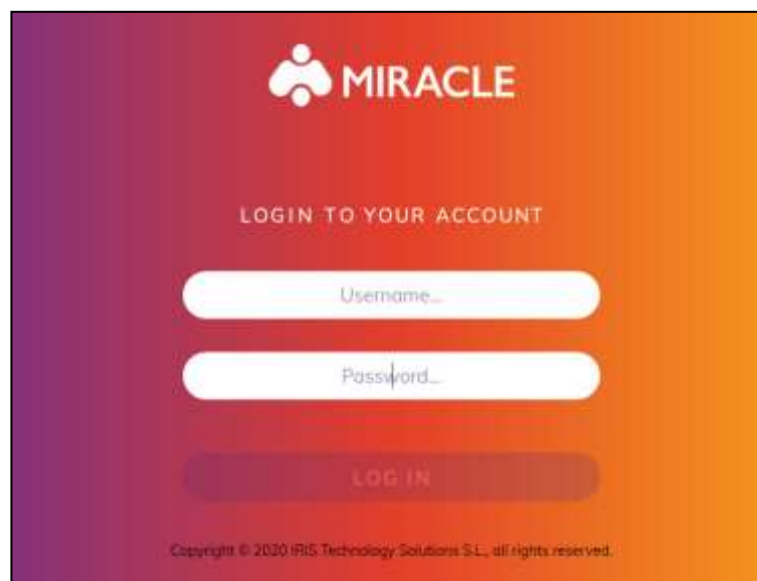 MIRACLE
LOGIN TO YOUR ACCOUNT
Username...
Password...
LOG IN
Copyright © 2020 IRIS Technology Solutions S.L., all rights reserved.